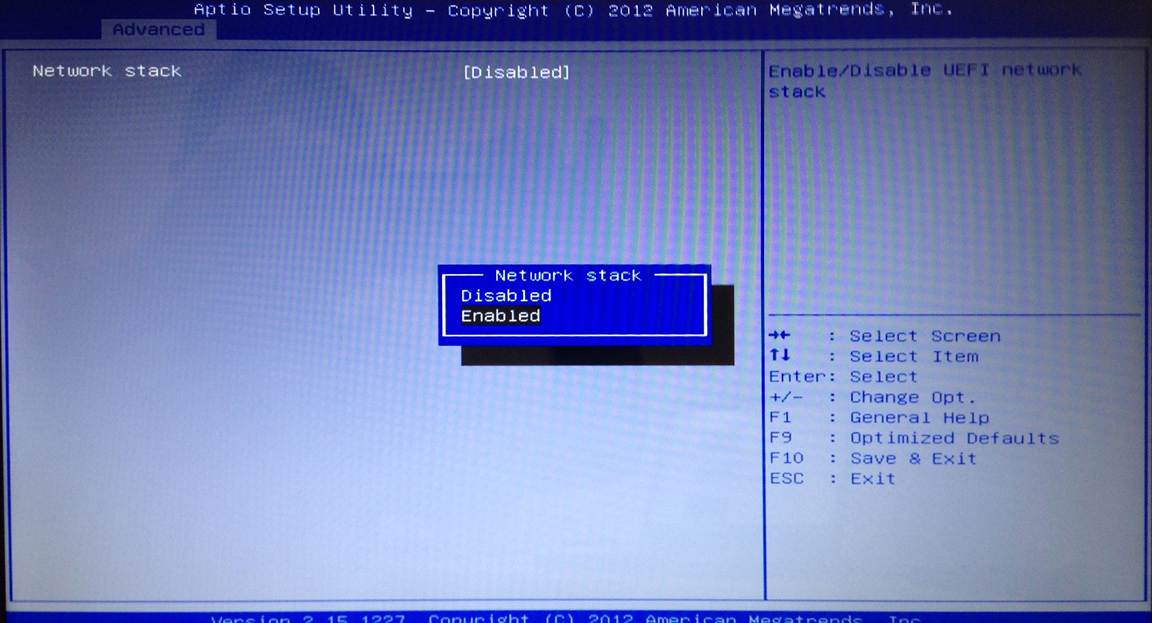 Aptio Setup Utility – Copyright (C) 2012 American Megatrends, Inc.
Advanced
Network stack [Disabled]
Enable/Disable UEFI network
stack
Network stack
Disabled
Enabled
→←: Select Screen
↑↓: Select Item
Enter: Select
+/-: Change Opt.
F1: General Help
F9: Optimized Defaults
F10: Save & Exit
ESC: Exit
Version 2.15.1227. Copyright (C) 2012 American Megatrends, Inc.